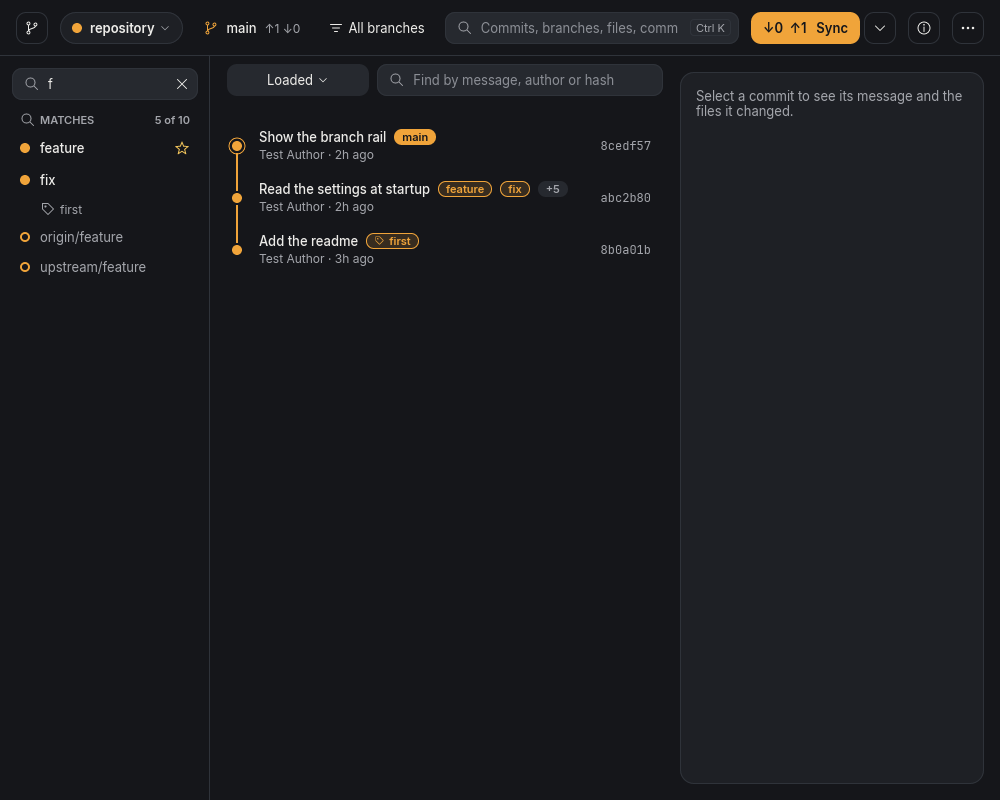 repository
main ↑1 ↓0
All branches
Commits, branches, files, comm
Ctrl K
↓0 ↑1 Sync
f
MATCHES 5 of 10
feature
fix
first
origin/feature
upstream/feature
Loaded
Find by message, author or hash
Show the branch rail main
Test Author · 2h ago
8cedf57
Read the settings at startup feature fix +5
Test Author · 2h ago
abc2b80
Add the readme first
Test Author · 3h ago
8b0a01b
Select a commit to see its message and the
files it changed.